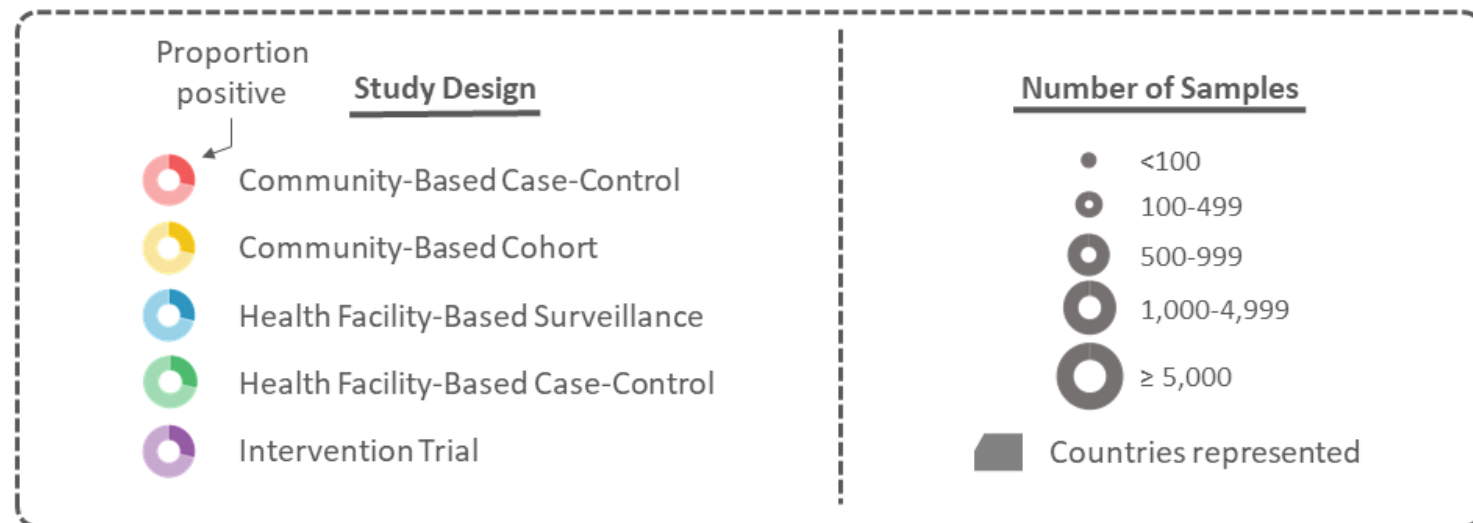 Proportion
positive
Study Design
Community-Based Case-Control
Community-Based Cohort
Health Facility-Based Surveillance
Health Facility-Based Case-Control
Intervention Trial
Number of Samples
<100
100-499
500-999
1,000-4,999
≥ 5,000
Countries represented